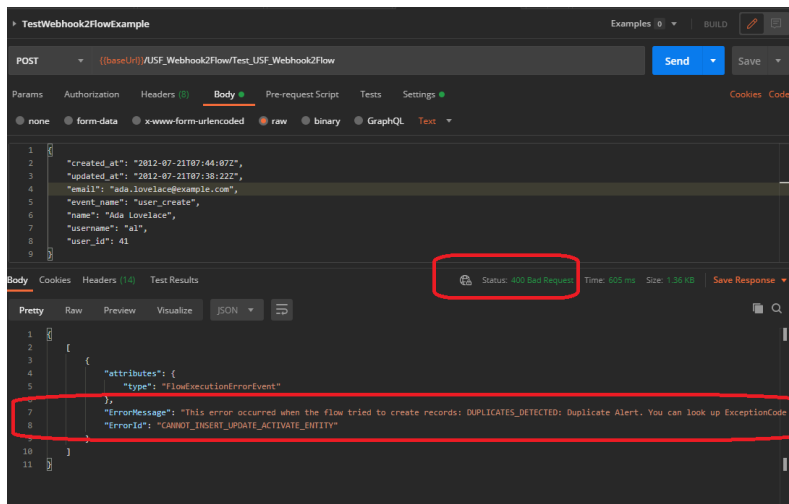 TestWebhook2FlowExample Examples 0 BUILD
POST {{baseUrl}}/USF_Webhook2Flow/Test_USF_Webhook2Flow Send Save
Params Authorization Headers (8) Body Pre-request Script Tests Settings Cookies Code
none form-data x-www-form-urlencoded raw binary GraphQL Text
1 {
2 "created_at": "2012-07-21T07:44:07Z",
3 "updated_at": "2012-07-21T07:38:22Z",
4 "email": "ada.lovelace@example.com",
5 "event_name": "user_create",
6 "name": "Ada Lovelace",
7 "username": "al",
8 "user_id": 41
9 }
Body Cookies Headers (14) Test Results Status: 400 Bad Request Time: 605 ms Size: 1.36 KB Save Response
Pretty Raw Preview Visualize JSON
1 {
2 [
3 {
4 "attributes": {
5 "type": "FlowExecutionErrorEvent"
6 },
7 "ErrorMessage": "This error occurred when the flow tried to create records: DUPLICATES_DETECTED: Duplicate Alert. You can look up ExceptionCode
8 "ErrorId": "CANNOT_INSERT_UPDATE_ACTIVATE_ENTITY"
9 }
10 ]
11 }